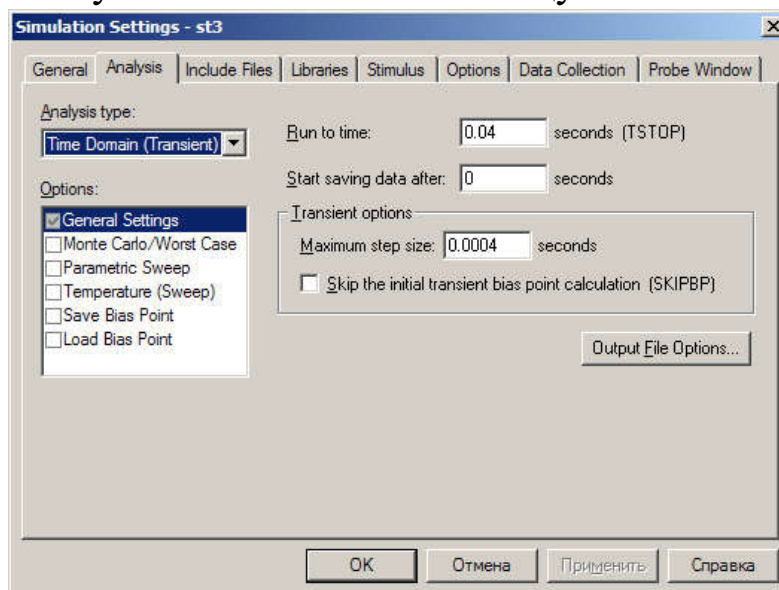 Simulation Settings - st3
General Analysis Include Files Libraries Stimulus Options Data Collection Probe Window
Analysis type:
Time Domain (Transient)
Options:
General Settings
Monte Carlo/Worst Case
Parametric Sweep
Temperature (Sweep)
Save Bias Point
Load Bias Point
Run to time: 0.04 seconds (TSTOP)
Start saving data after: 0 seconds
Transient options
Maximum step size: 0.0004 seconds
Skip the initial transient bias point calculation (SKIPBP)
Output File Options...
OK Отмена Применить Справка